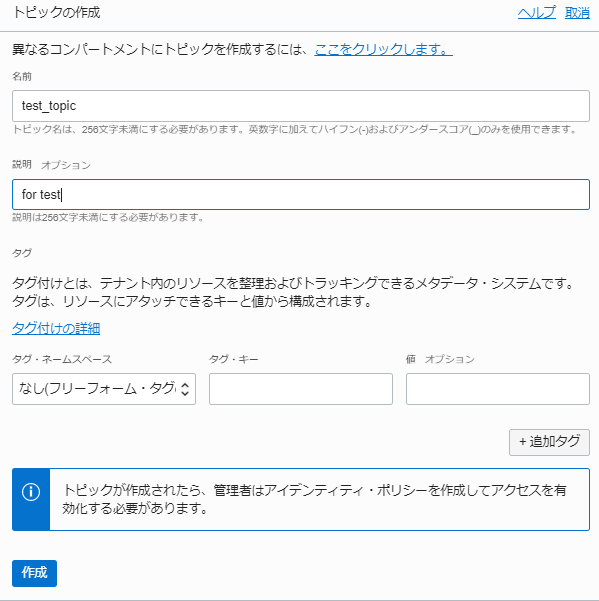 トピックの作成
ヘルプ 取消
異なるコンパートメントにトピックを作成するには、ここをクリックします。
名前
test_topic
トピック名は、256文字未満にする必要があります。英数字に加えてハイフン(-)およびアンダースコア(_)のみを使用できます。
説明 オプション
for test
説明は256文字未満にする必要があります。
タグ
タグ付けとは、テナント内のリソースを整理およびトラッキングできるメタデータ・システムです。
タグは、リソースにアタッチできるキーと値から構成されます。
タグ付けの詳細
タグ・ネームスペース タグ・キー 値 オプション
なし(フリーフォーム・タグ
+ 追加タグ
トピックが作成されたら、管理者はアイデンティティ・ポリシーを作成してアクセスを有
効化する必要があります。
作成